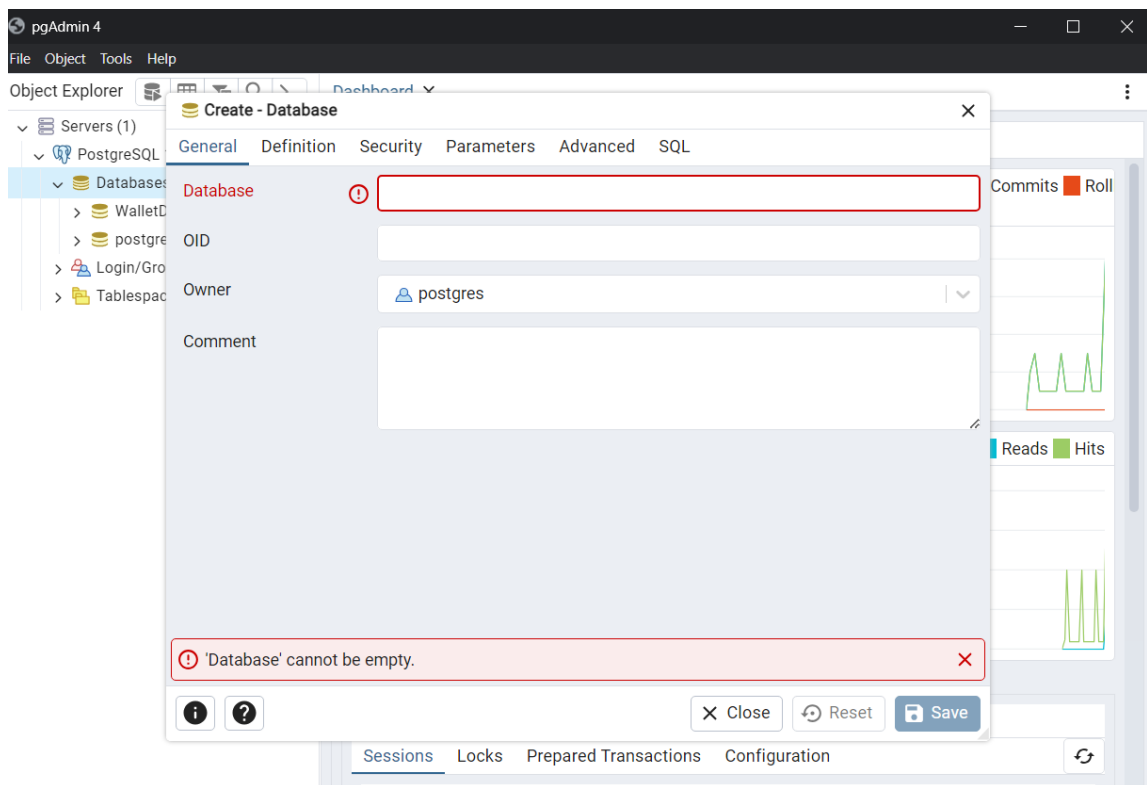 pgAdmin 4
File Object Tools Help
Object Explorer
Dashboard
Servers (1)
PostgreSQL
Databases
WalletD
postgre
Login/Gro
Tablespac
Create - Database
General Definition Security Parameters Advanced SQL
Database
OID
Owner postgres
Comment
'Database' cannot be empty.
Close Reset Save
Commits Roll
Reads Hits
Sessions Locks Prepared Transactions Configuration